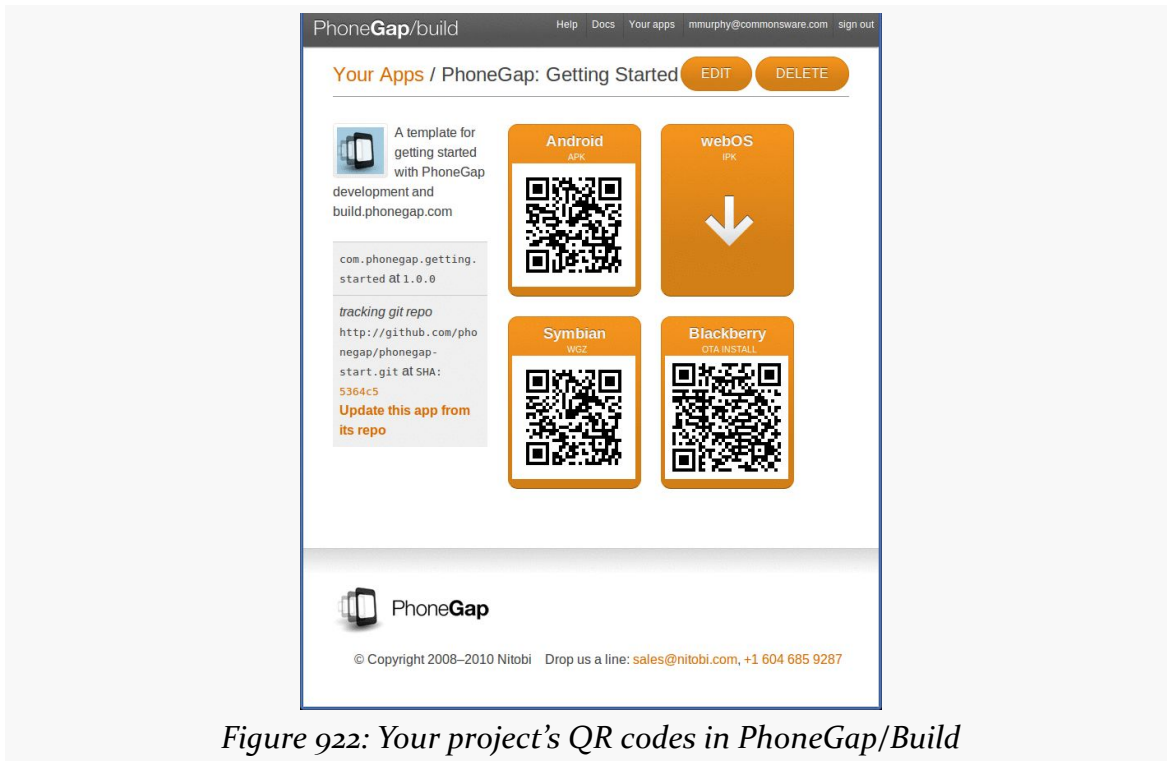 PhoneGap/build
Help Docs Your apps mmurphy@commonsware.com sign out
Your Apps / PhoneGap: Getting Started EDIT DELETE
A template for
getting started
with PhoneGap
development and
build.phonegap.com
com.phonegap.getting.
started at 1.0.0
tracking git repo
http://github.com/pho
negap/phonegap-
start.git at SHA:
5364c5
Update this app from
its repo
Android
APK
webOS
IPK
Symbian
WGZ
Blackberry
OTA INSTALL
PhoneGap
© Copyright 2008–2010 Nitobi Drop us a line: sales@nitobi.com, +1 604 685 9287
Figure 922: Your project’s QR codes in PhoneGap/Build